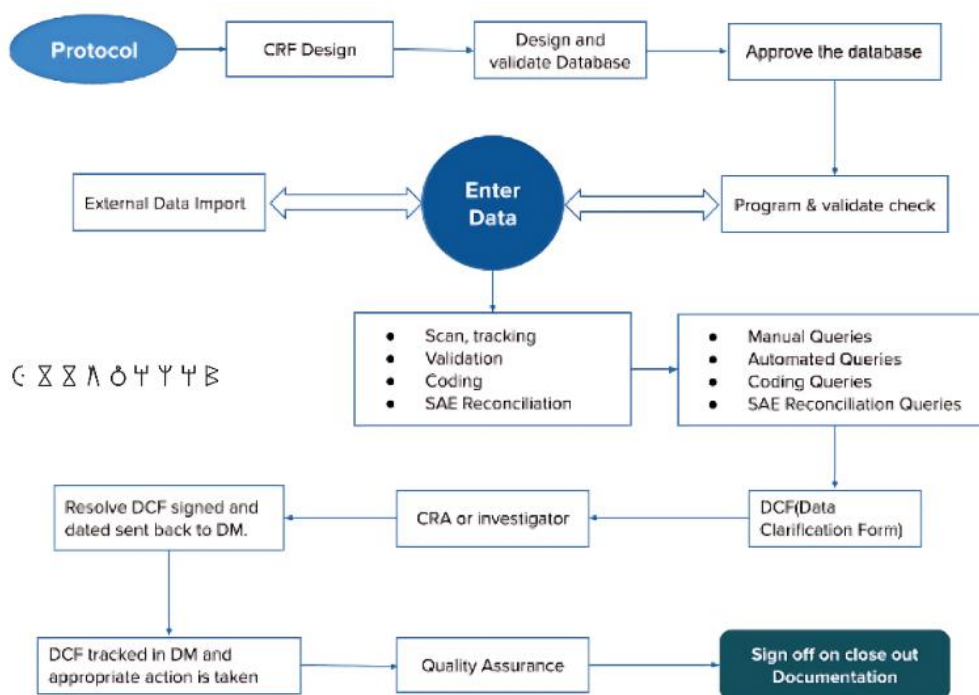 Protocol
CRF Design
Design and
validate Database
Approve the database
External Data Import
Enter
Data
Program & validate check
● Scan, tracking
● Validation
● Coding
● SAE Reconciliation
● Manual Queries
● Automated Queries
● Coding Queries
● SAE Reconciliation Queries
Resolve DCF signed and
dated sent back to DM.
CRA or investigator
DCF(Data
Clarification Form)
DCF tracked in DM and
appropriate action is taken
Quality Assurance
Sign off on close out
Documentation